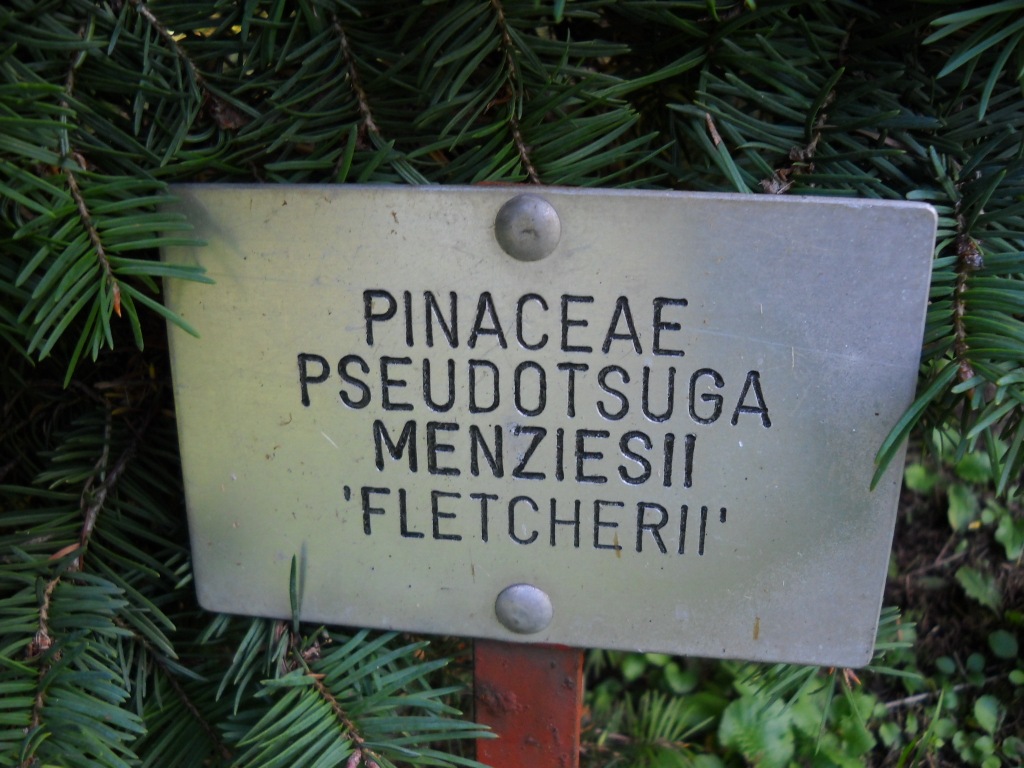 PINACEAE
PSEUDOTSUGA
MENZIESII
'FLETCHERII'